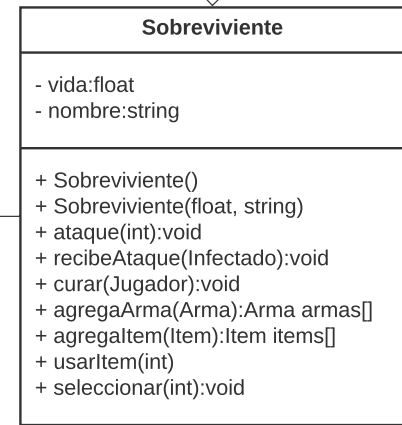 Sobreviviente
- vida:float
- nombre:string
+ Sobreviviente()
+ Sobreviviente(float, string)
+ ataque(int):void
+ recibeAtaque(Infectado):void
+ curar(Jugador):void
+ agregaArma(Arma):Arma armas[]
+ agregaItem(Item):Item items[]
+ usarItem(int)
+ seleccionar(int):void